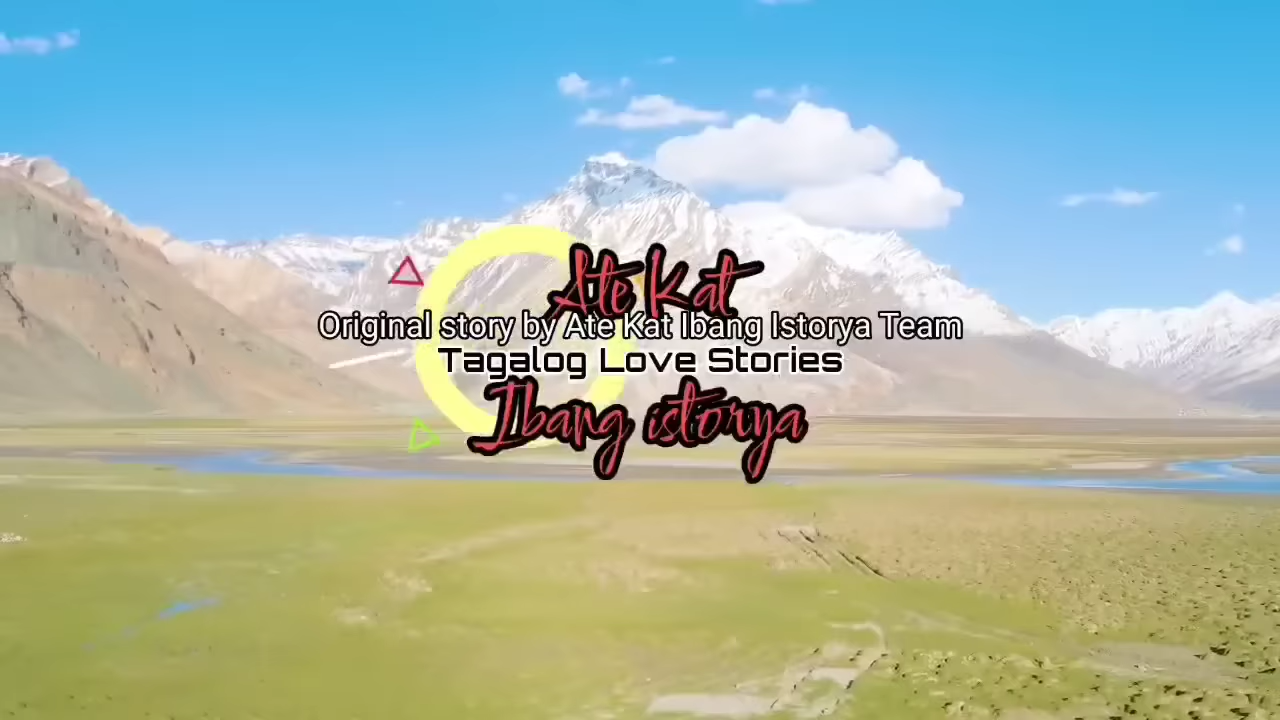 Ate Kat
Original story by Ate Kat Ibang Istorya Team
Tagalog Love Stories
Ibang istorya